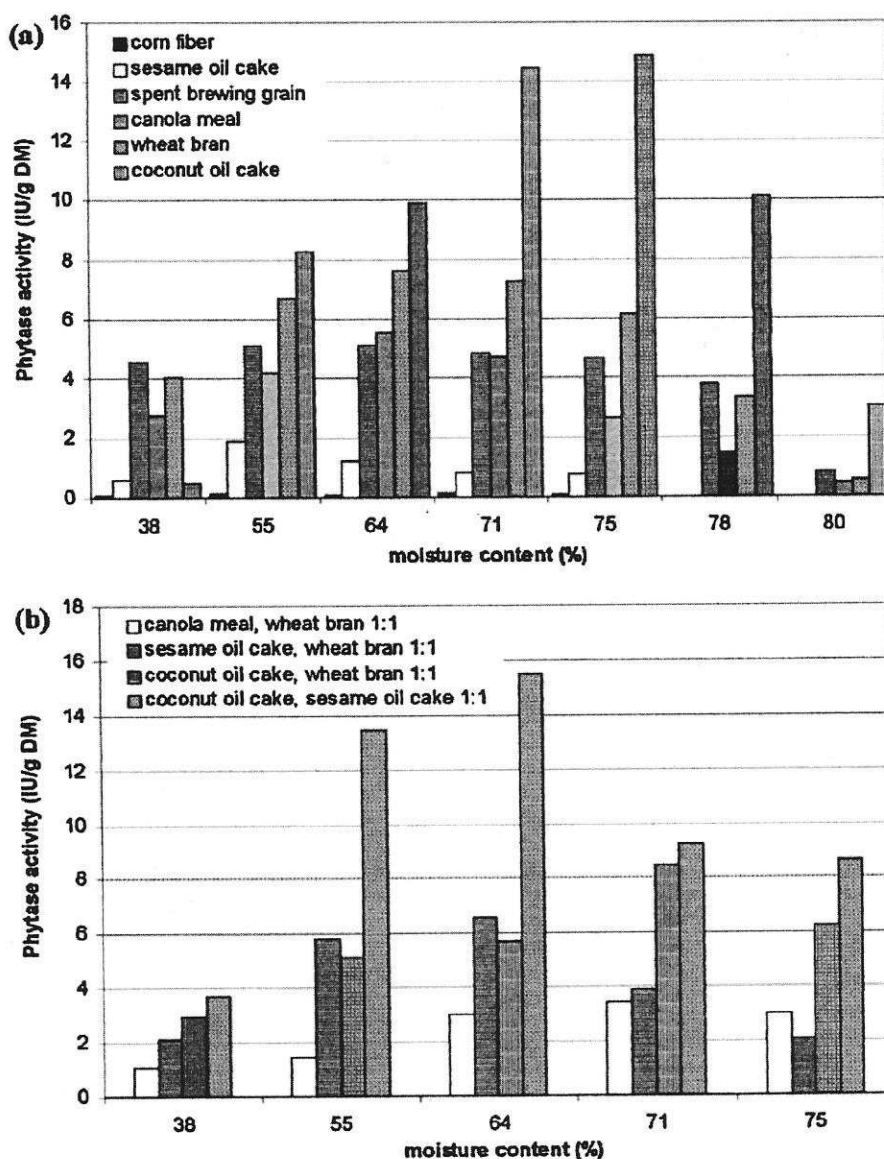 (a)
16
14
12
10
8
6
4
2
0
Phytase activity (IU/g DM)
corn fiber
sesame oil cake
spent brewing grain
canola meal
wheat bran
coconut oil cake
38 55 64 71 75 78 80
moisture content (%)
(b)
18
16
14
12
10
8
6
4
2
0
Phytase activity (IU/g DM)
canola meal, wheat bran 1:1
sesame oil cake, wheat bran 1:1
coconut oil cake, wheat bran 1:1
coconut oil cake, sesame oil cake 1:1
38 55 64 71 75
moisture content (%)